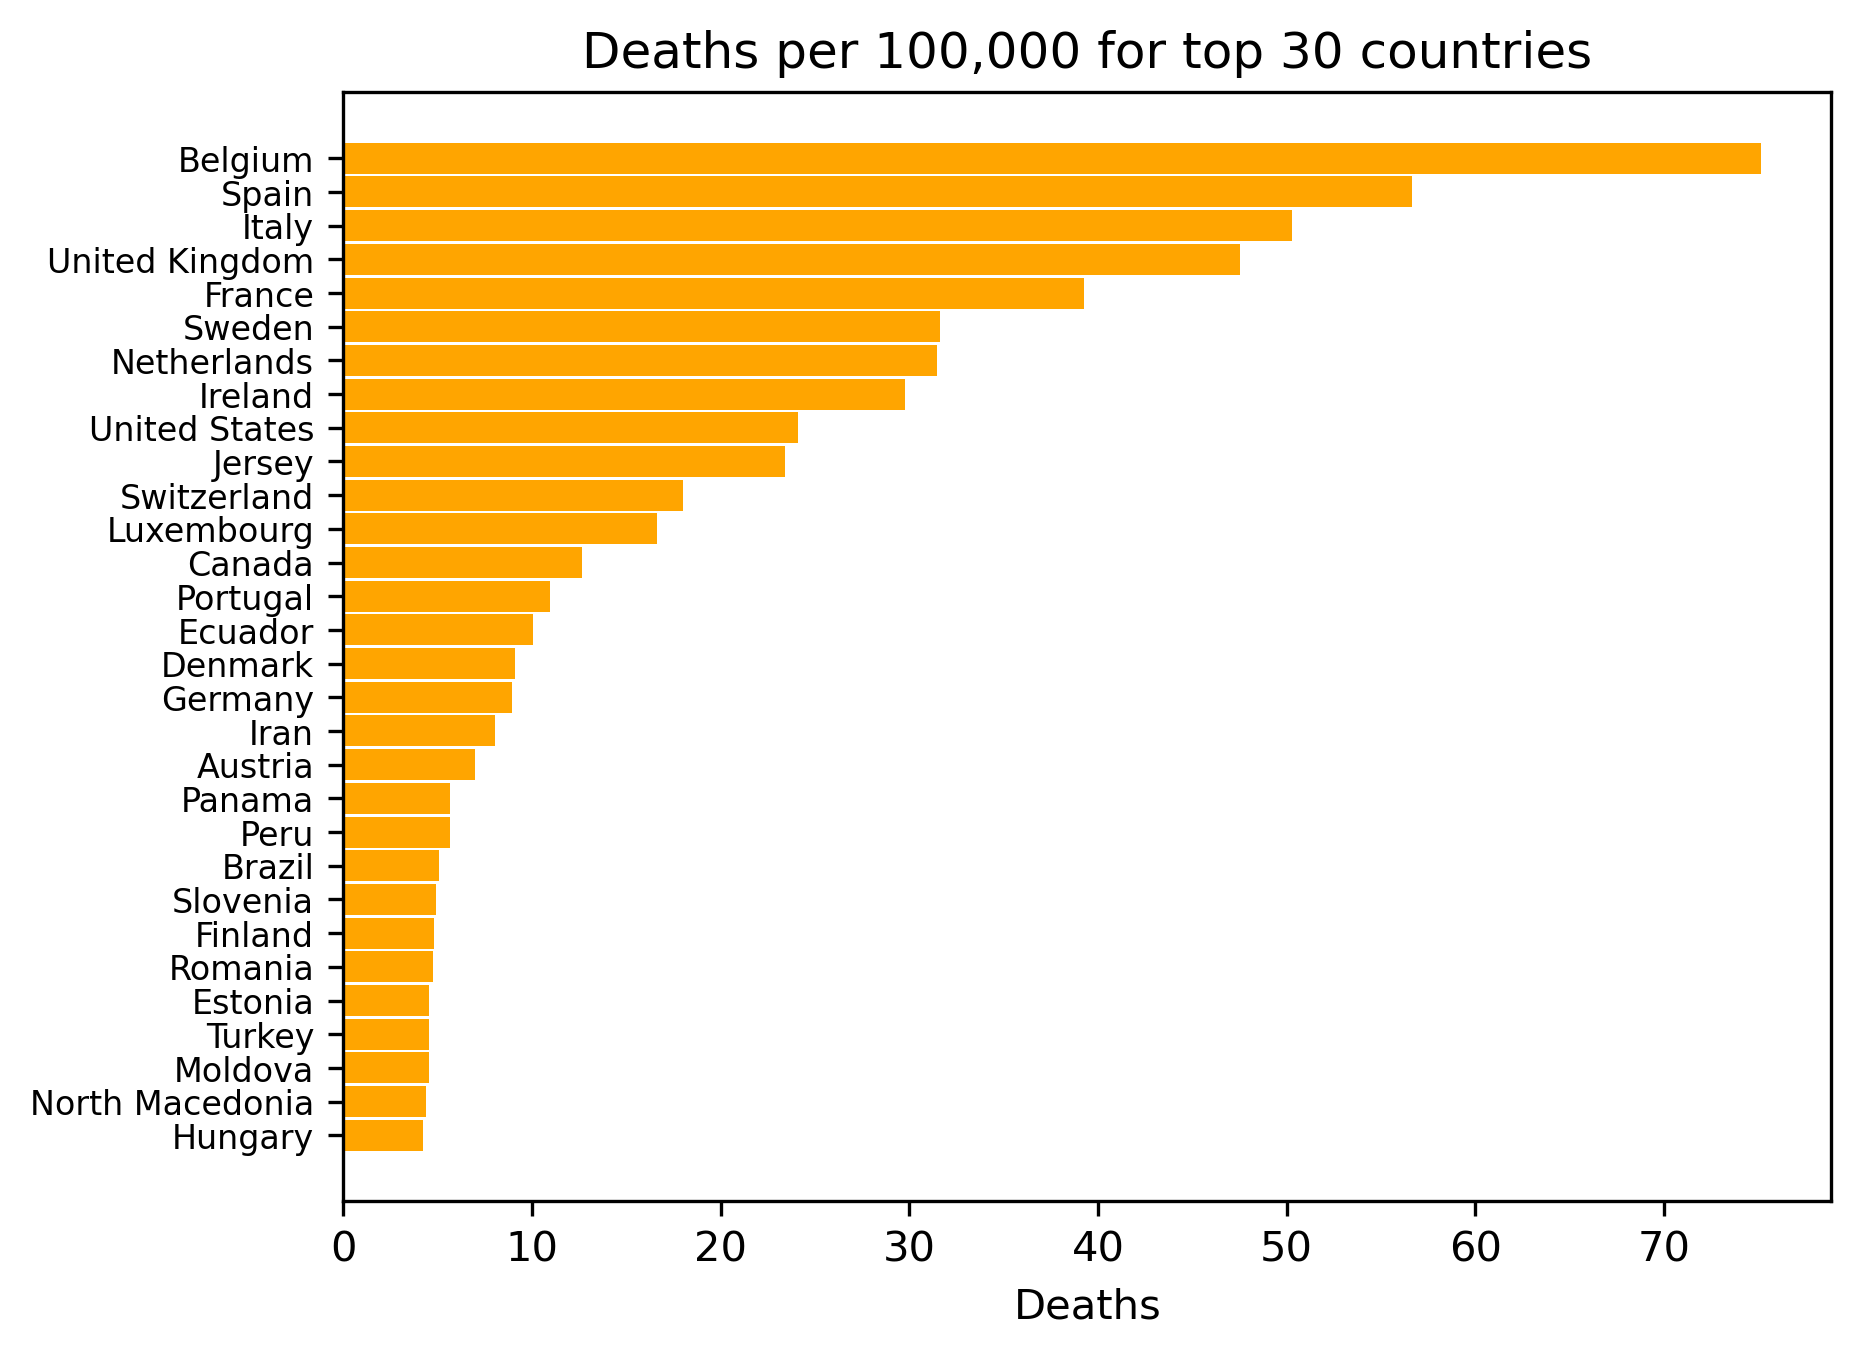 Deaths per 100,000 for top 30 countries
Belgium
Spain
Italy
United Kingdom
France
Sweden
Netherlands
Ireland
United States
Jersey
Switzerland
Luxembourg
Canada
Portugal
Ecuador
Denmark
Germany
Iran
Austria
Panama
Peru
Brazil
Slovenia
Finland
Romania
Estonia
Turkey
Moldova
North Macedonia
Hungary
0 10 20 30 40 50 60 70
Deaths